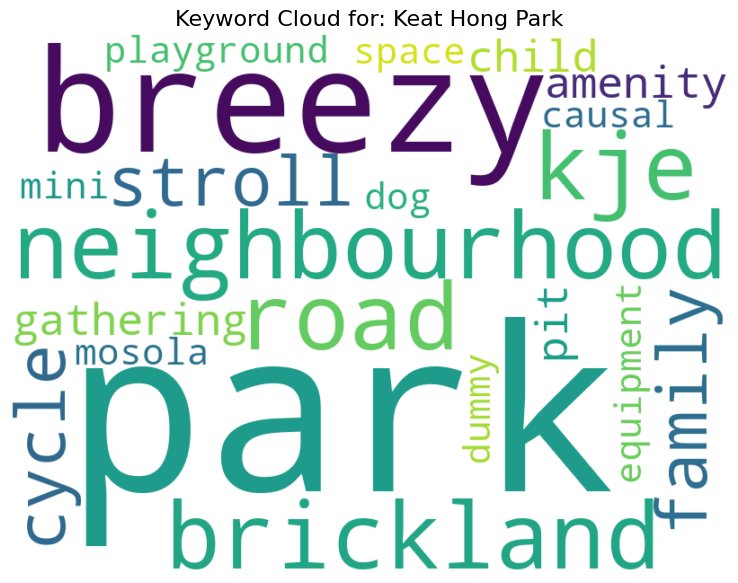 Keyword Cloud for: Keat Hong Park
playground
space
child
breezy
amenity
causal
kje
mini
stroll
dog
neighbourhood
gathering
road
pit
equipment
family
mosola
cycle
park
dummy
brickland